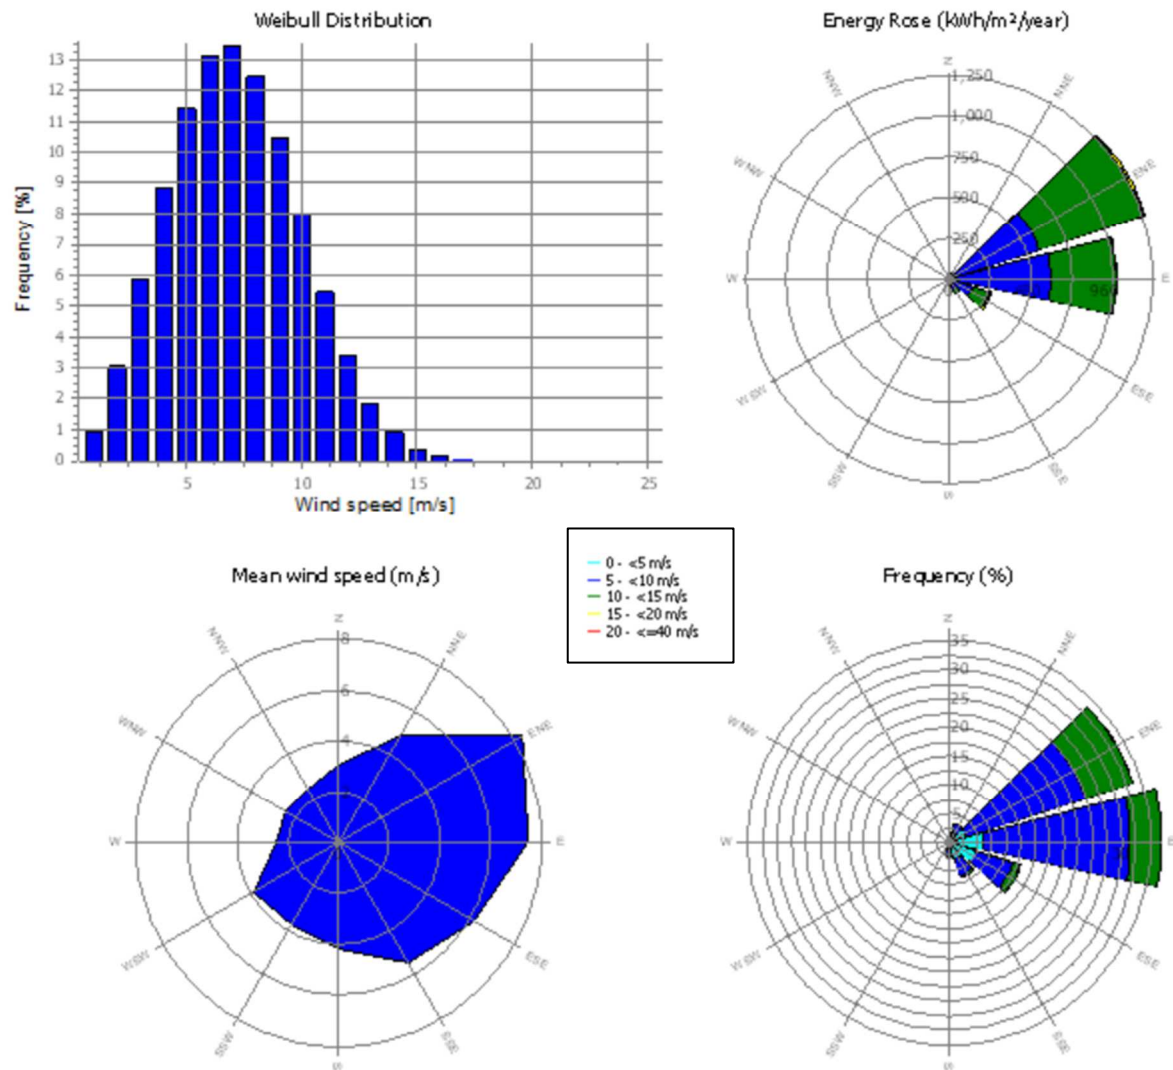 Weibull Distribution
Frequency [%]
13
12
11
10
9
8
7
6
5
4
3
2
1
0
5
10
15
20
25
Wind speed [m/s]
Energy Rose (kWh/m²/year)
N
NNE
ENE
E
ESE
SSE
S
SSW
WSW
W
WNW
NNW
1,250
1,000
750
500
250
Mean wind speed (m/s)
N
NNE
ENE
E
ESE
SSE
S
SSW
WSW
W
WNW
NNW
8
6
4
0 - <5 m/s
5 - <10 m/s
10 - <15 m/s
15 - <20 m/s
20 - <=40 m/s
Frequency (%)
N
NNE
ENE
E
ESE
SSE
S
SSW
WSW
W
WNW
NNW
35
30
25
20
15
10
5